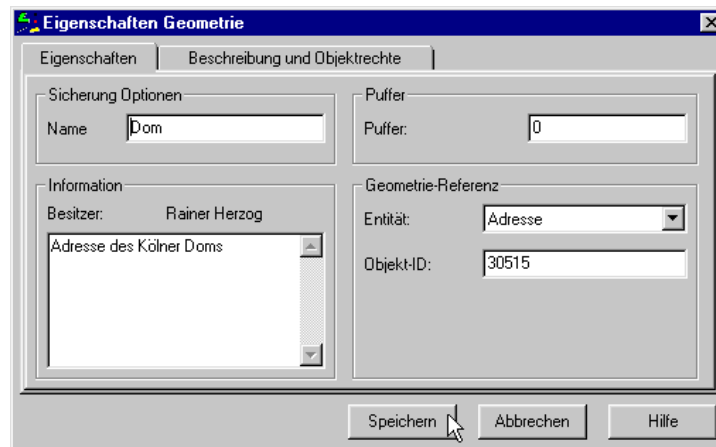 Eigenschaften Geometrie
Eigenschaften
Beschreibung und Objektrechte
Sicherung Optionen
Name Dom
Puffer
Puffer: 0
Information
Besitzer: Rainer Herzog
Adresse des Kölner Doms
Geometrie-Referenz
Entität: Adresse
Objekt-ID: 30515
Speichern
Abbrechen
Hilfe